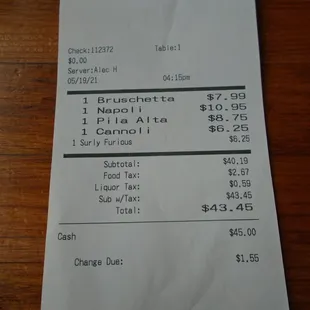 Check:112372 Table:1
$0.00
Server:Alec H
05/19/21 04:15pm
1 Bruschetta $7.99
1 Napoli $10.95
1 Pila Alta $8.75
1 Cannoli $6.25
1 Surly Furious $6.25
Subtotal: $40.19
Food Tax: $2.67
Liquor Tax: $0.59
Sub w/Tax: $43.45
Total: $43.45
Cash $45.00
Change Due: $1.55